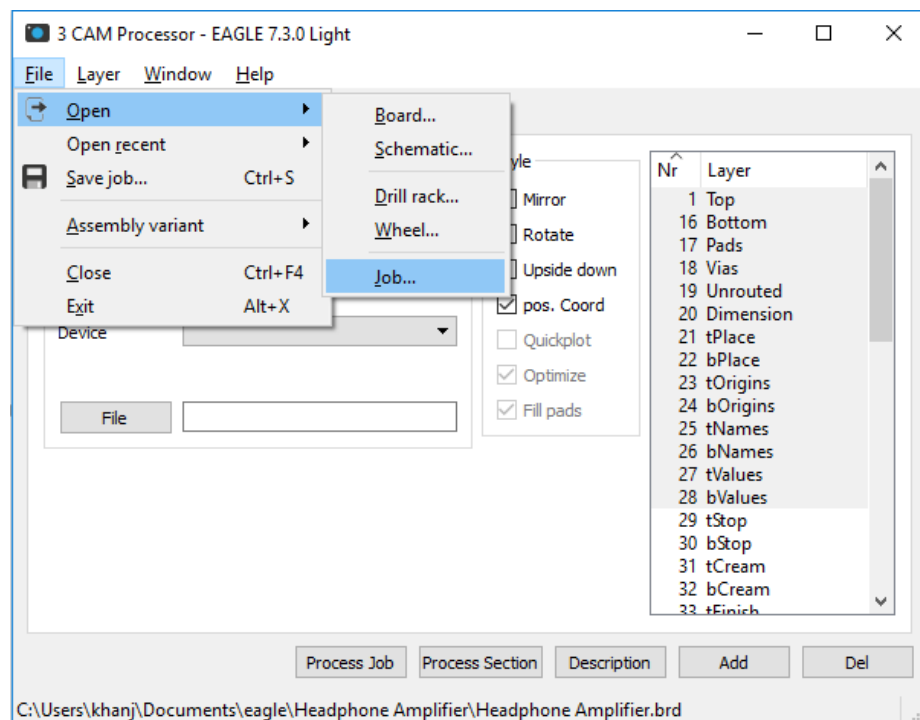 3 CAM Processor - EAGLE 7.3.0 Light
File Layer Window Help
Open
Open recent
Save job... Ctrl+S
Assembly variant
Close Ctrl+F4
Exit Alt+X
Board...
Schematic...
Drill rack...
Wheel...
Job...
Device
File
Mirror
Rotate
Upside down
pos. Coord
Quickplot
Optimize
Fill pads
Nr Layer
1 Top
16 Bottom
17 Pads
18 Vias
19 Unrouted
20 Dimension
21 tPlace
22 bPlace
23 tOrigins
24 bOrigins
25 tNames
26 bNames
27 tValues
28 bValues
29 tStop
30 bStop
31 tCream
32 bCream
33 tFinish
Process Job Process Section Description Add Del
C:\Users\khanj\Documents\eagle\Headphone Amplifier\Headphone Amplifier.brd